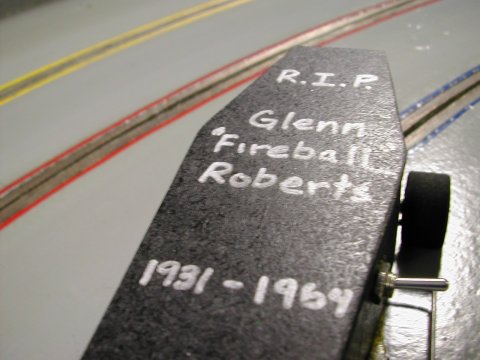 R.I.P.
Glenn
"Fireball"
Roberts
1931 - 1964